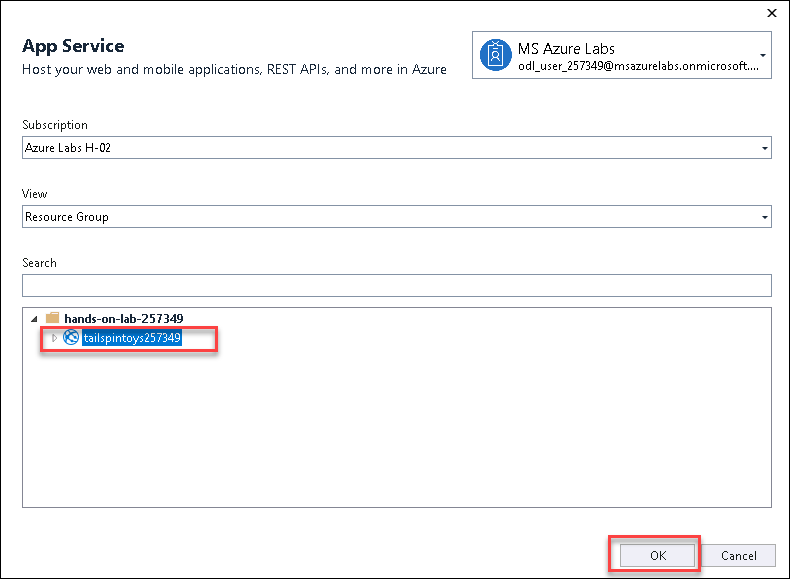 App Service
Host your web and mobile applications, REST APIs, and more in Azure
MS Azure Labs
odl_user_257349@msazurelabs.onmicrosoft....
Subscription
Azure Labs H-02
View
Resource Group
Search
hands-on-lab-257349
tailspintoys257349
OK
Cancel